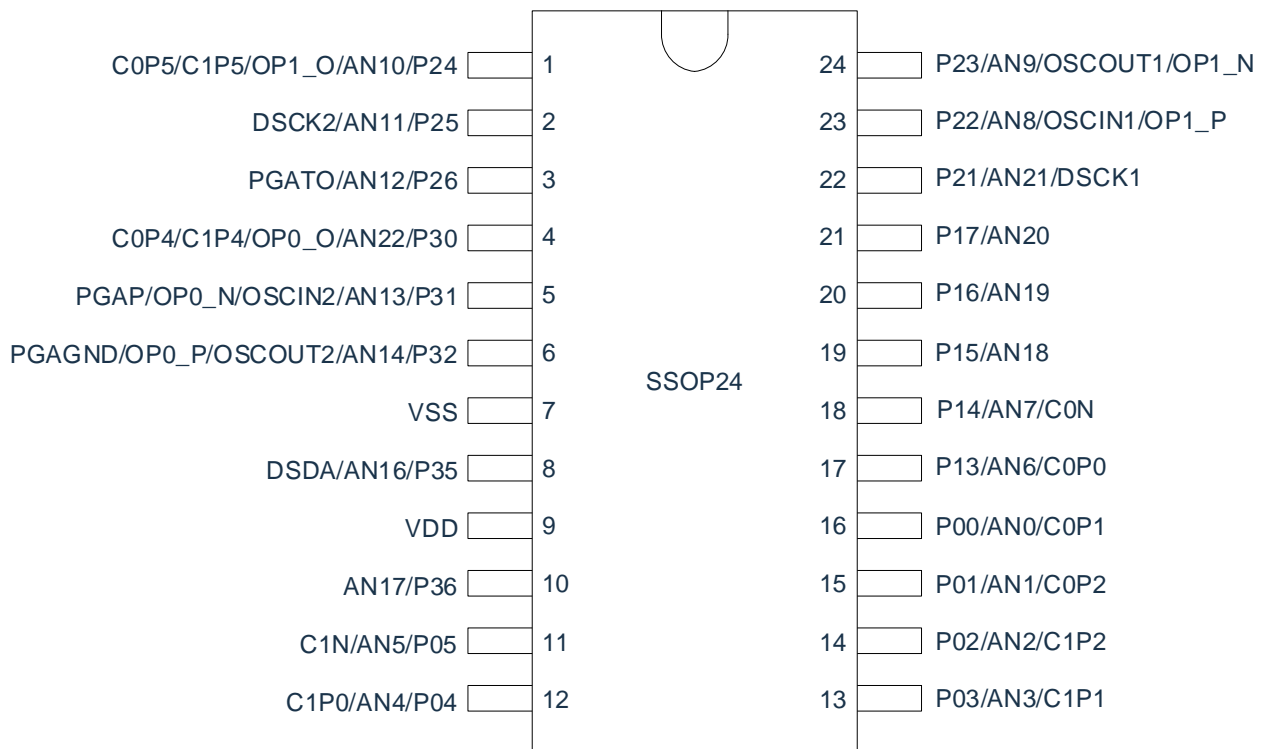 C0P5/C1P5/OP1_O/AN10/P24 1 24 P23/AN9/OSCOUT1/OP1_N
DSCK2/AN11/P25 2 23 P22/AN8/OSCIN1/OP1_P
PGATO/AN12/P26 3 22 P21/AN21/DSCK1
C0P4/C1P4/OP0_O/AN22/P30 4 21 P17/AN20
PGAP/OP0_N/OSCIN2/AN13/P31 5 20 P16/AN19
PGAGND/OP0_P/OSCOUT2/AN14/P32 6 19 P15/AN18
SSOP24
VSS 7 18 P14/AN7/C0N
DSDA/AN16/P35 8 17 P13/AN6/C0P0
VDD 9 16 P00/AN0/C0P1
AN17/P36 10 15 P01/AN1/C0P2
C1N/AN5/P05 11 14 P02/AN2/C1P2
C1P0/AN4/P04 12 13 P03/AN3/C1P1